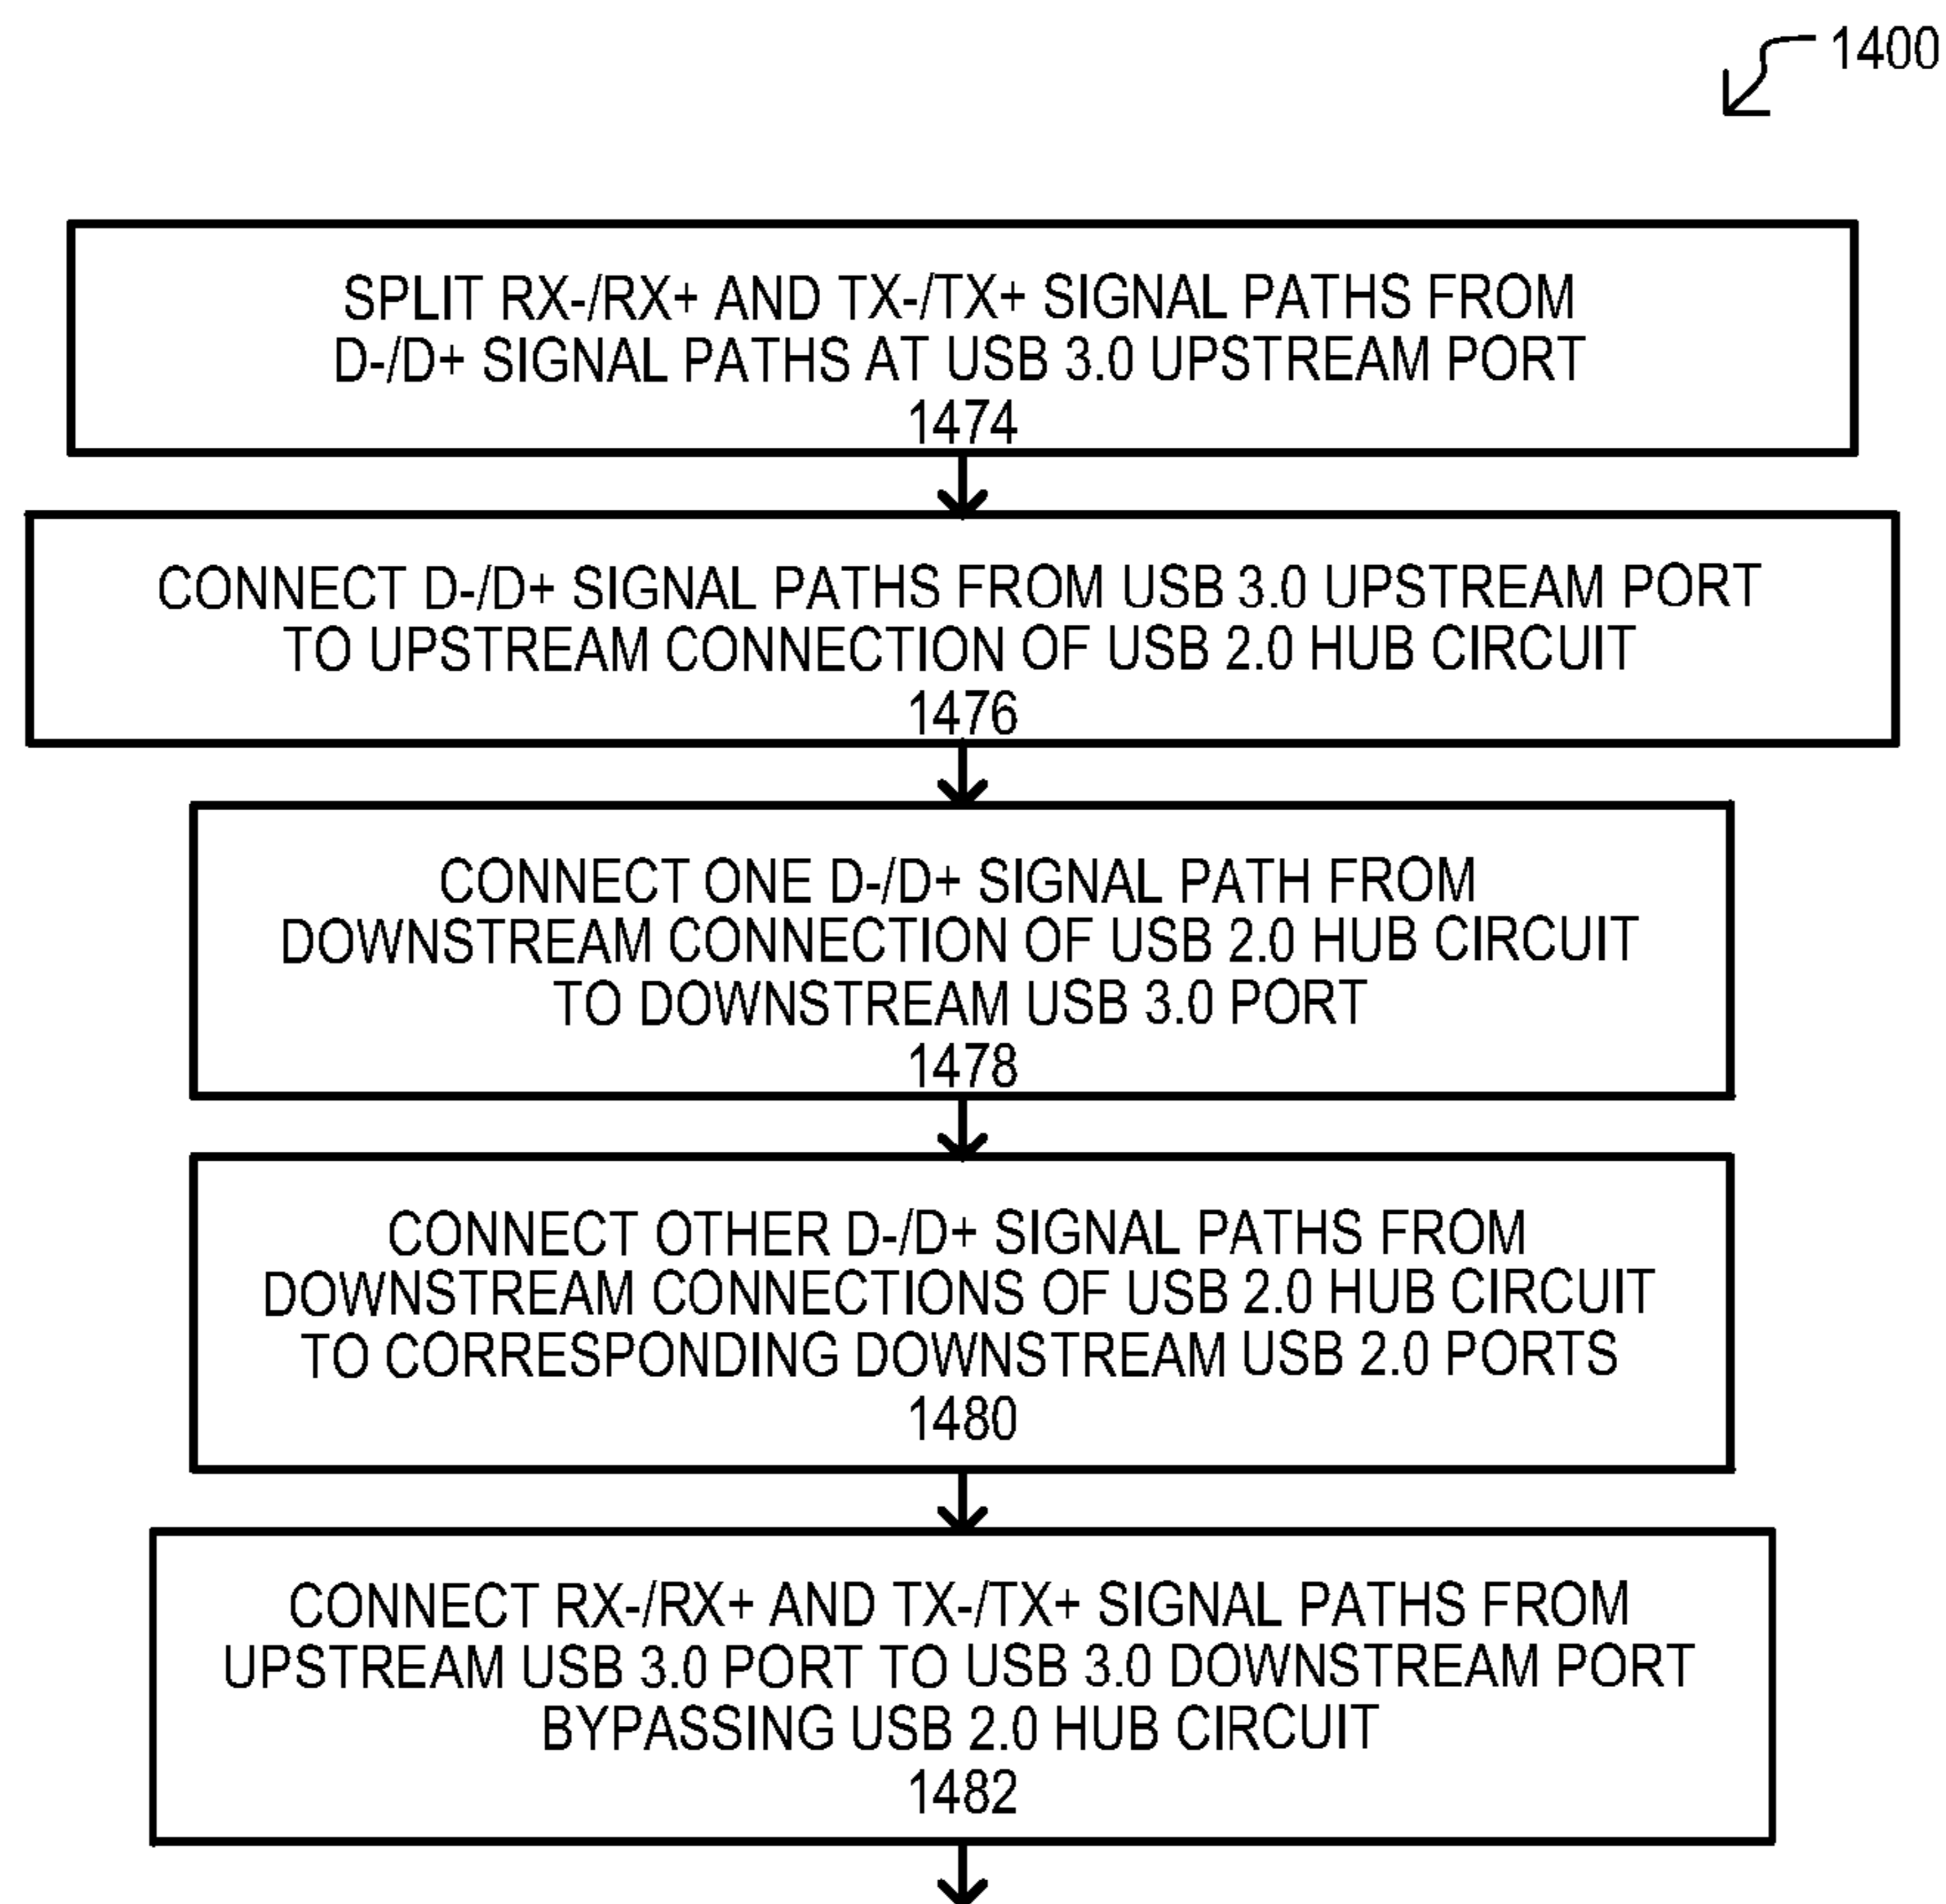 1400
SPLIT RX-/RX+ AND TX-/TX+ SIGNAL PATHS FROM
D-/D+ SIGNAL PATHS AT USB 3.0 UPSTREAM PORT
1474
CONNECT D-/D+ SIGNAL PATHS FROM USB 3.0 UPSTREAM PORT
TO UPSTREAM CONNECTION OF USB 2.0 HUB CIRCUIT
1476
CONNECT ONE D-/D+ SIGNAL PATH FROM
DOWNSTREAM CONNECTION OF USB 2.0 HUB CIRCUIT
TO DOWNSTREAM USB 3.0 PORT
1478
CONNECT OTHER D-/D+ SIGNAL PATHS FROM
DOWNSTREAM CONNECTIONS OF USB 2.0 HUB CIRCUIT
TO CORRESPONDING DOWNSTREAM USB 2.0 PORTS
1480
CONNECT RX-/RX+ AND TX-/TX+ SIGNAL PATHS FROM
UPSTREAM USB 3.0 PORT TO USB 3.0 DOWNSTREAM PORT
BYPASSING USB 2.0 HUB CIRCUIT
1482